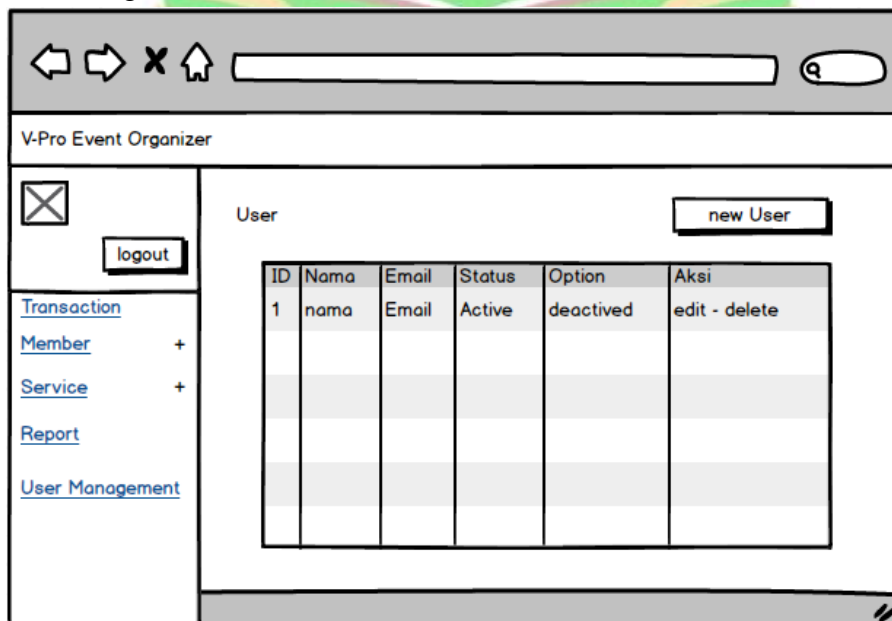 V-Pro Event Organizer
logout
Transaction
Member +
Service +
Report
User Management
User
new User
ID Nama Email Status Option Aksi
1 nama Email Active deactived edit - delete